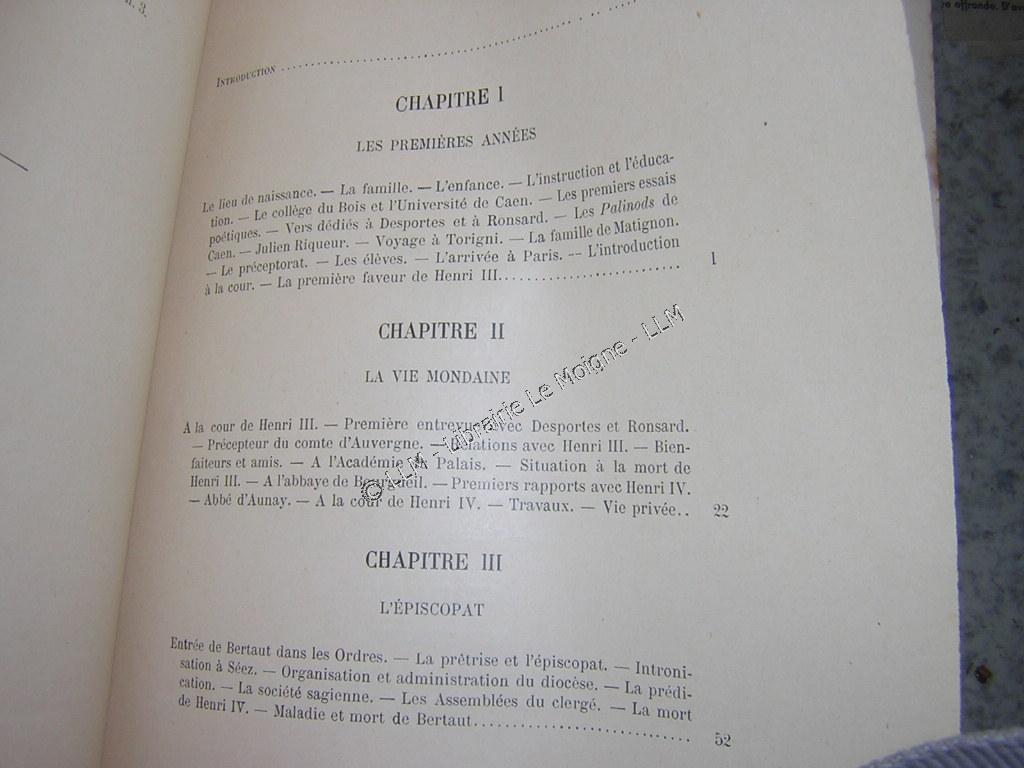 n. 3.
offrande. D'av
INTRODUCTION
CHAPITRE I
LES PREMIÈRES ANNÉES
Le lieu de naissance. — La famille. — L'enfance. — L'instruction et l'éduca-
tion. — Le collège du Bois et l'Université de Caen. — Les premiers essais
poétiques. — Vers dédiés à Desportes et à Ronsard. — Les Palinods de
Caen. — Julien Riqueur. — Voyage à Torigni. — La famille de Matignon.
— Le préceptorat. — Les élèves. — L'arrivée à Paris. — L'introduction
à la cour. — La première faveur de Henri III. 1
CHAPITRE II
LA VIE MONDAINE
A la cour de Henri III. — Première entrevue avec Desportes et Ronsard.
— Précepteur du comte d'Auvergne. — Relations avec Henri III. — Bien-
faiteurs et amis. — A l'Académie du Palais. — Situation à la mort de
Henri III. — A l'abbaye de Bourgueil. — Premiers rapports avec Henri IV.
— Abbé d'Aunay. — A la cour de Henri IV. — Travaux. — Vie privée.. 22
CHAPITRE III
L'ÉPISCOPAT
Entrée de Bertaut dans les Ordres. — La prêtrise et l'épiscopat. — Introni-
sation à Séez. — Organisation et administration du diocèse. — La prédi-
cation. — La société sagienne. — Les Assemblées du clergé. — La mort
de Henri IV. — Maladie et mort de Bertaut. 52
© LLM - Librairie Le Moigne - LLM